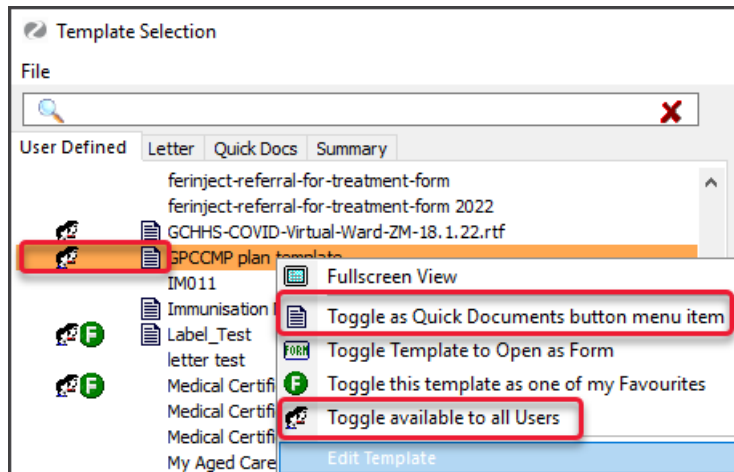 Template Selection
File
User Defined Letter Quick Docs Summary
ferinject-referral-for-treatment-form
ferinject-referral-for-treatment-form 2022
GCHHS-COVID-Virtual-Ward-ZM-18.1.22.rtf
GPCCMP plan template
IM011
Immunisation
Label_Test
letter test
Medical Certifi
Medical Certifi
Medical Certifi
My Aged Care
F
F
Fullscreen View
Toggle as Quick Documents button menu item
FORM Toggle Template to Open as Form
F Toggle this template as one of my Favourites
Toggle available to all Users
Edit Template